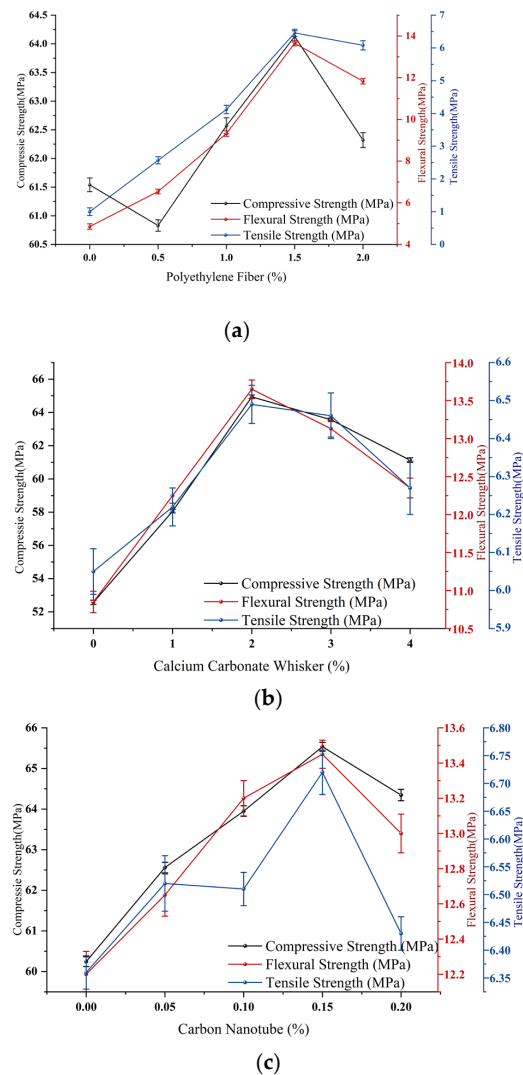 64.5
64.0
63.5
63.0
62.5
62.0
61.5
61.0
60.5
Compressie Strength(MPa)
0.0 0.5 1.0 1.5 2.0
Polyethylene Fiber (%)
14
12
10
8
6
4
Flexural Strength(MPa)
7
6
5
4
3
2
1
0
Tensile Strength(MPa)
Compressive Strength (MPa)
Flexural Strength (MPa)
Tensile Strength (MPa)
(a)
66
64
62
60
58
56
54
52
Compressie Strength(MPa)
0 1 2 3 4
Calcium Carbonate Whisker (%)
14.0
13.5
13.0
12.5
12.0
11.5
11.0
10.5
Flexural Strength(MPa)
6.6
6.5
6.4
6.3
6.2
6.1
6.0
5.9
Tensile Strength(MPa)
Compressive Strength (MPa)
Flexural Strength (MPa)
Tensile Strength (MPa)
(b)
66
65
64
63
62
61
60
Compressie Strength(MPa)
0.00 0.05 0.10 0.15 0.20
Carbon Nanotube (%)
13.6
13.4
13.2
13.0
12.8
12.6
12.4
12.2
Flexural Strength(MPa)
6.80
6.75
6.70
6.65
6.60
6.55
6.50
6.45
6.40
6.35
Tensile Strength(MPa)
Compressive Strength (MPa)
Flexural Strength (MPa)
Tensile Strength (MPa)
(c)